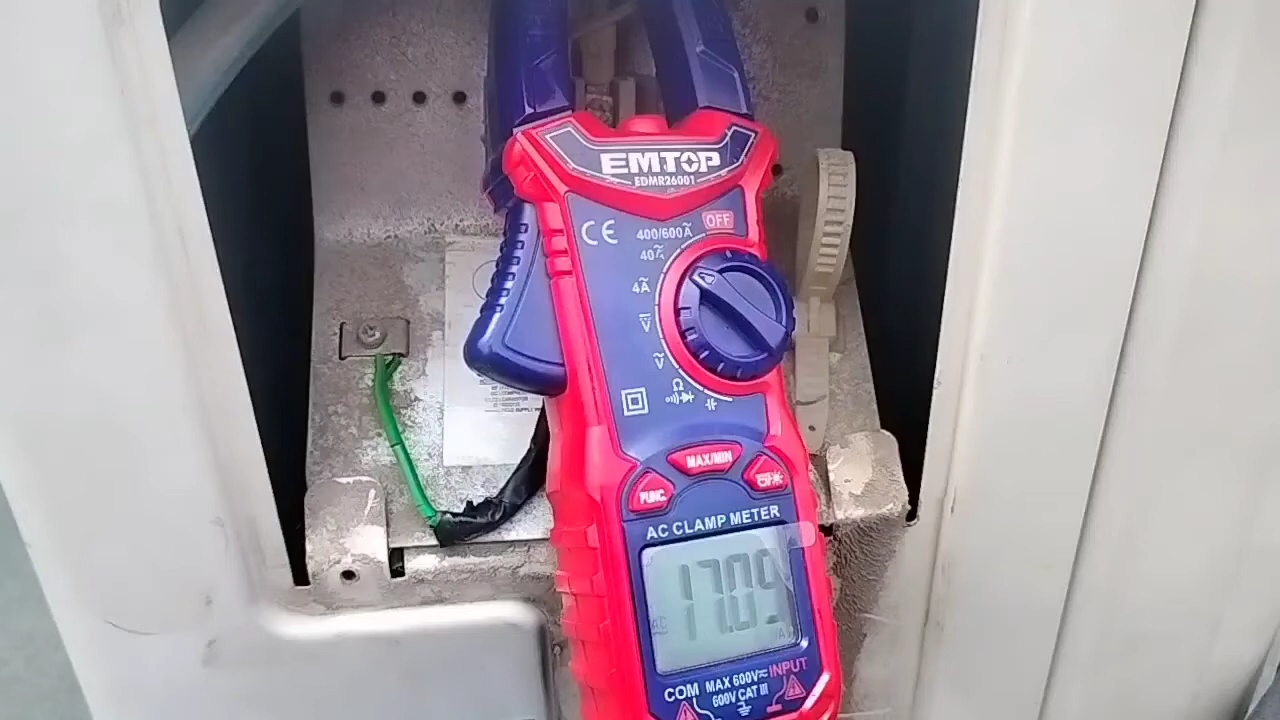 EMTOP
EDMR26001
CE
OFF
400/600A
40A
4A
V
V
Ω
MAX/MIN
FUNC.
AC CLAMP METER
17.09
AC
A
COM
MAX 600V
INPUT
600V CAT III